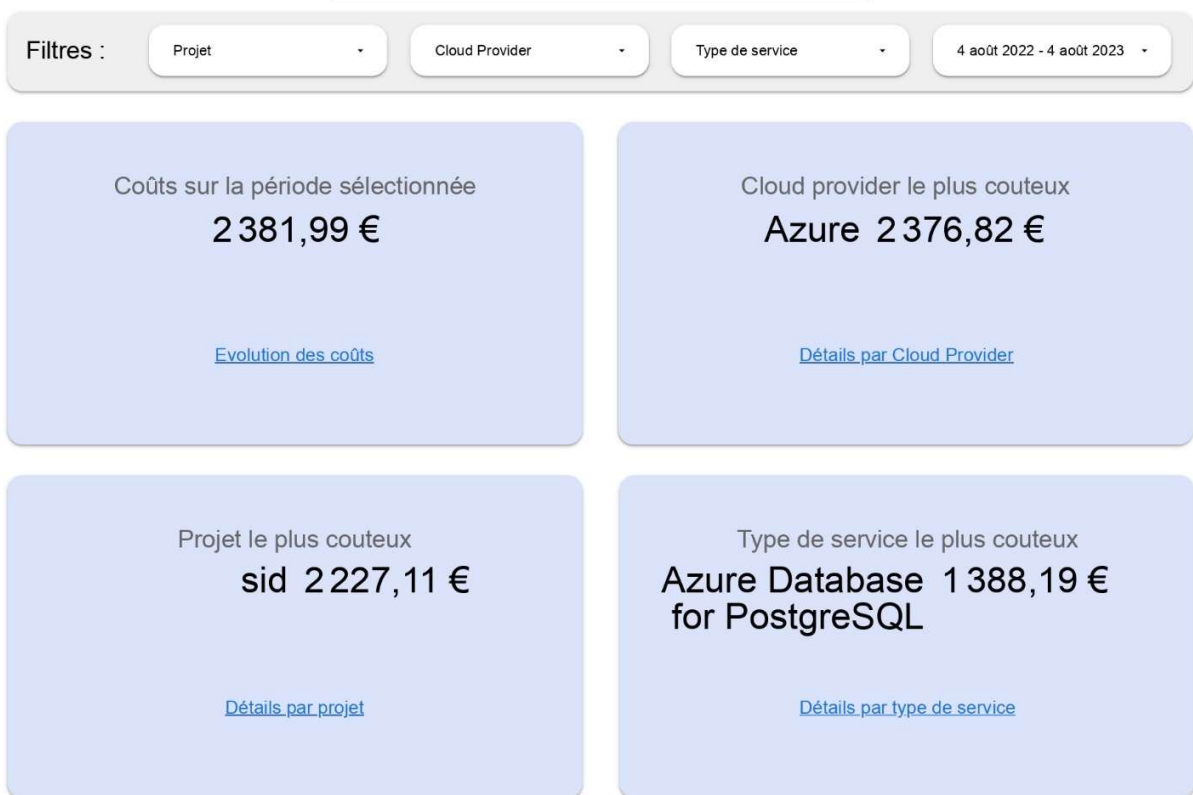 Filtres :
Projet
Cloud Provider
Type de service
4 août 2022 - 4 août 2023
Coûts sur la période sélectionnée
2 381,99 €
Evolution des coûts
Cloud provider le plus couteux
Azure 2 376,82 €
Détails par Cloud Provider
Projet le plus couteux
sid 2 227,11 €
Détails par projet
Type de service le plus couteux
Azure Database 1 388,19 €
for PostgreSQL
Détails par type de service